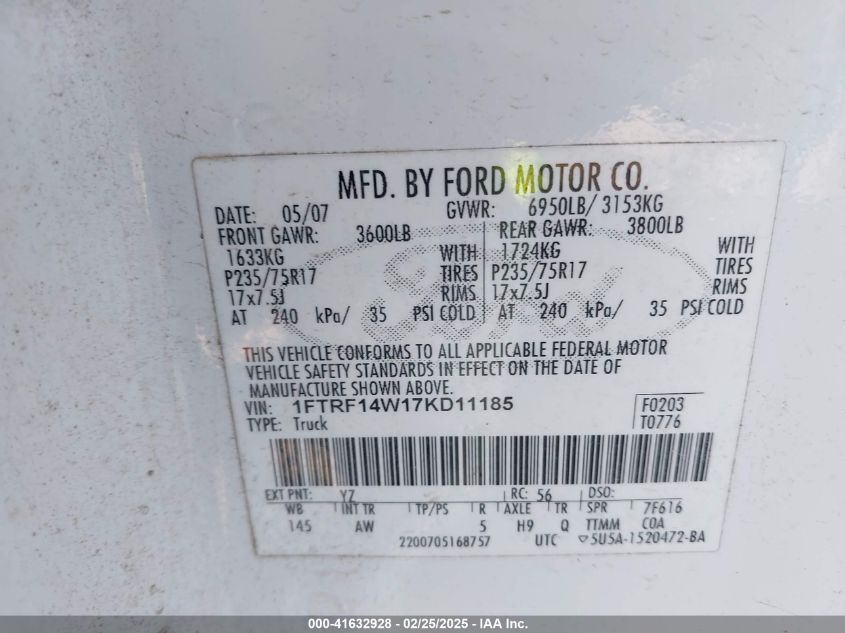 MFD. BY FORD MOTOR CO.
DATE: 05/07 GVWR: 6950LB/ 3153KG
FRONT GAWR: 3600LB REAR GAWR: 3800LB
1633KG WITH 1724KG WITH
P235/75R17 TIRES P235/75R17 TIRES
17x7.5J RIMS 17x7.5J RIMS
AT 240 kPa/ 35 PSI COLD AT 240 kPa/ 35 PSI COLD
Ford
THIS VEHICLE CONFORMS TO ALL APPLICABLE FEDERAL MOTOR
VEHICLE SAFETY STANDARDS IN EFFECT ON THE DATE OF
MANUFACTURE SHOWN ABOVE.
VIN: 1FTRF14W17KD11185 F0203
TYPE: Truck T0776
EXT PNT: YZ RC: 56 DSO:
WB INT TR TP/PS R AXLE TR SPR 7F616
145 AW 5 H9 Q TTMM COA
2200705168757 UTC ▽5U5A-1520472-BA
000-41632928 - 02/25/2025 - IAA Inc.